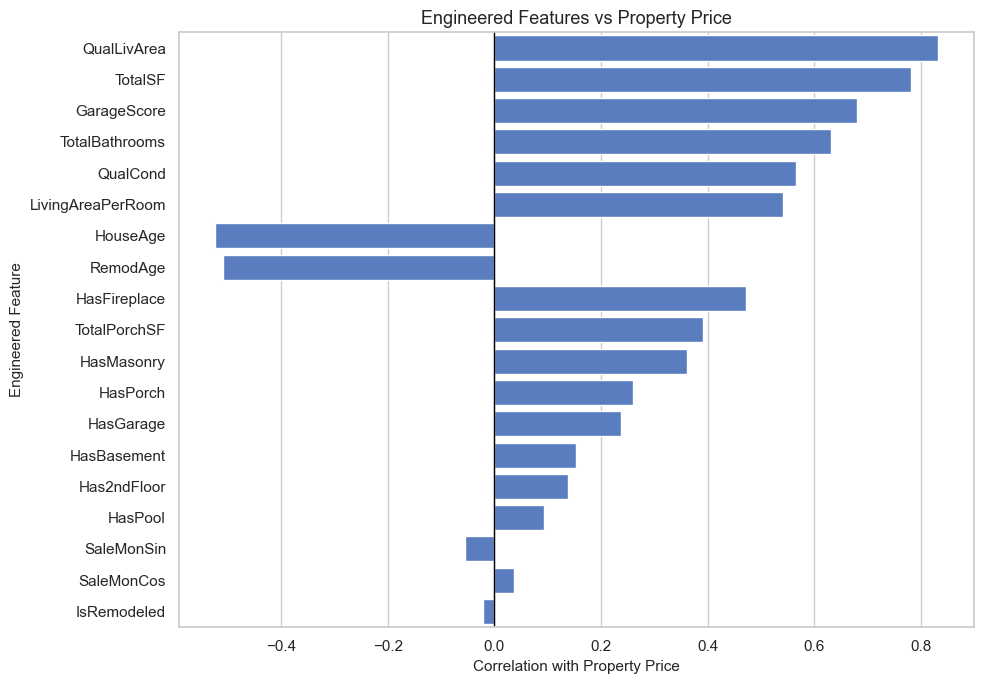 Engineered Features vs Property Price
Engineered Feature
QualLivArea
TotalSF
GarageScore
TotalBathrooms
QualCond
LivingAreaPerRoom
HouseAge
RemodAge
HasFireplace
TotalPorchSF
HasMasonry
HasPorch
HasGarage
HasBasement
Has2ndFloor
HasPool
SaleMonSin
SaleMonCos
IsRemodeled
−0.4 −0.2 0.0 0.2 0.4 0.6 0.8
Correlation with Property Price